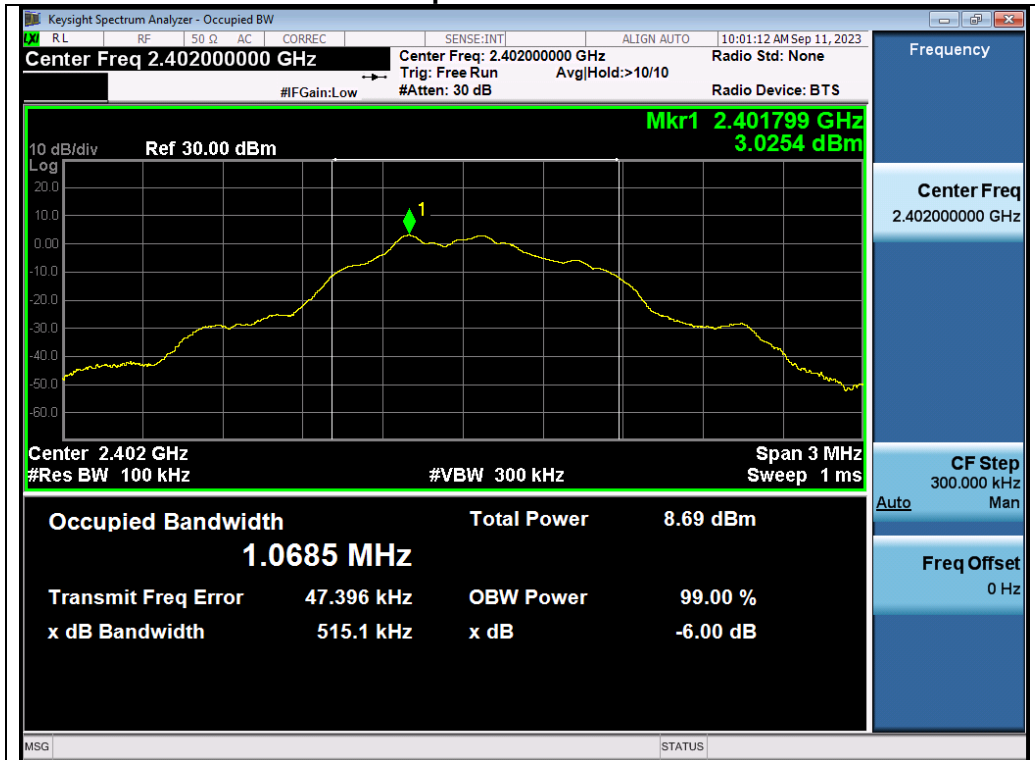 Keysight Spectrum Analyzer - Occupied BW
LXI RL RF 50 Ω AC CORREC SENSE:INT ALIGN AUTO 10:01:12 AM Sep 11, 2023
Center Freq 2.402000000 GHz Center Freq: 2.402000000 GHz Radio Std: None
Trig: Free Run Avg|Hold:>10/10
#IFGain:Low #Atten: 30 dB Radio Device: BTS
Mkr1 2.401799 GHz
3.0254 dBm
10 dB/div Ref 30.00 dBm
Log
20.0
10.0
0.00
-10.0
-20.0
-30.0
-40.0
-50.0
-60.0
1
Center 2.402 GHz Span 3 MHz
#Res BW 100 kHz #VBW 300 kHz Sweep 1 ms
Occupied Bandwidth Total Power 8.69 dBm
1.0685 MHz
Transmit Freq Error 47.396 kHz OBW Power 99.00 %
x dB Bandwidth 515.1 kHz x dB -6.00 dB
Frequency
Center Freq
2.402000000 GHz
CF Step
300.000 kHz
Auto Man
Freq Offset
0 Hz
MSG STATUS